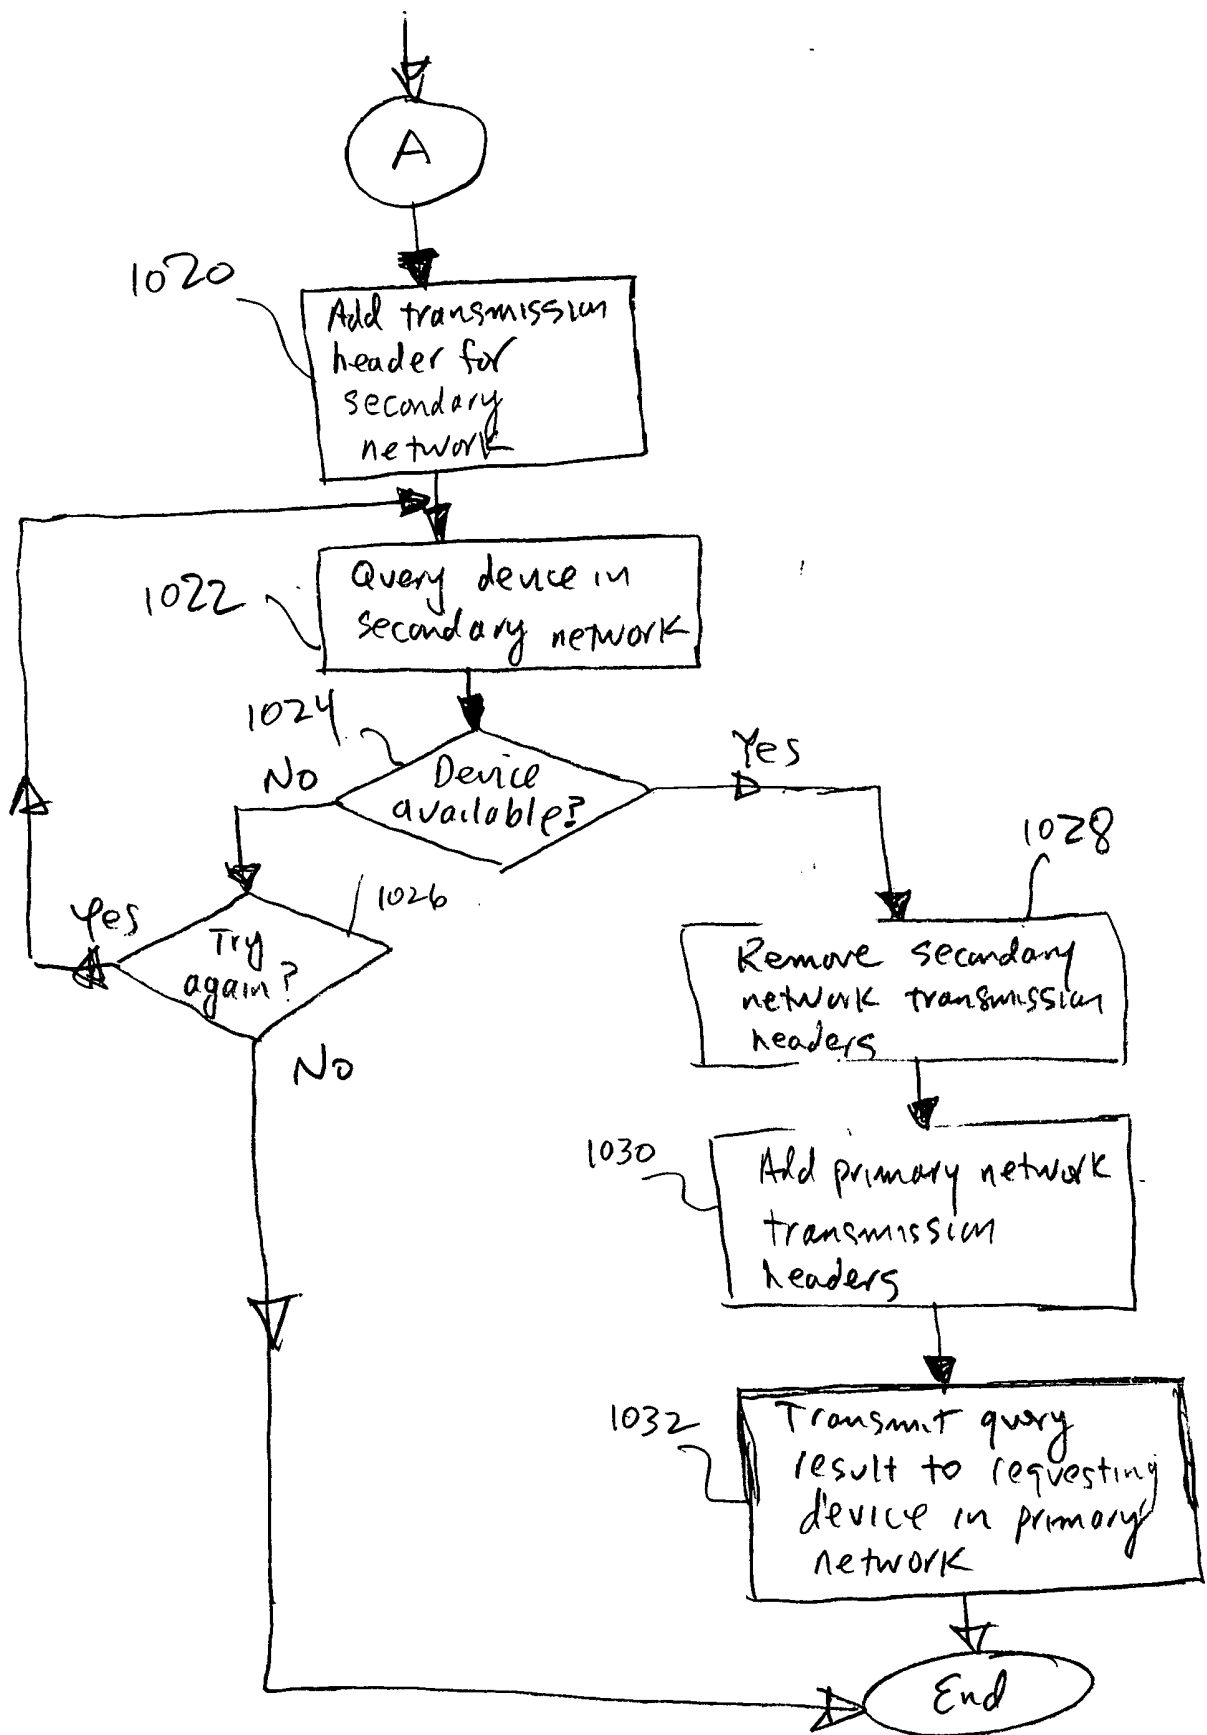 A
1020
Add transmission
header for
secondary
network
1022
Query device in
secondary network
1024
No
Device
available?
Yes
1028
1026
Yes
Try
again?
No
Remove secondary
network transmission
headers
1030
Add primary network
transmission
headers
1032
Transmit query
result to requesting
device in primary
network
End